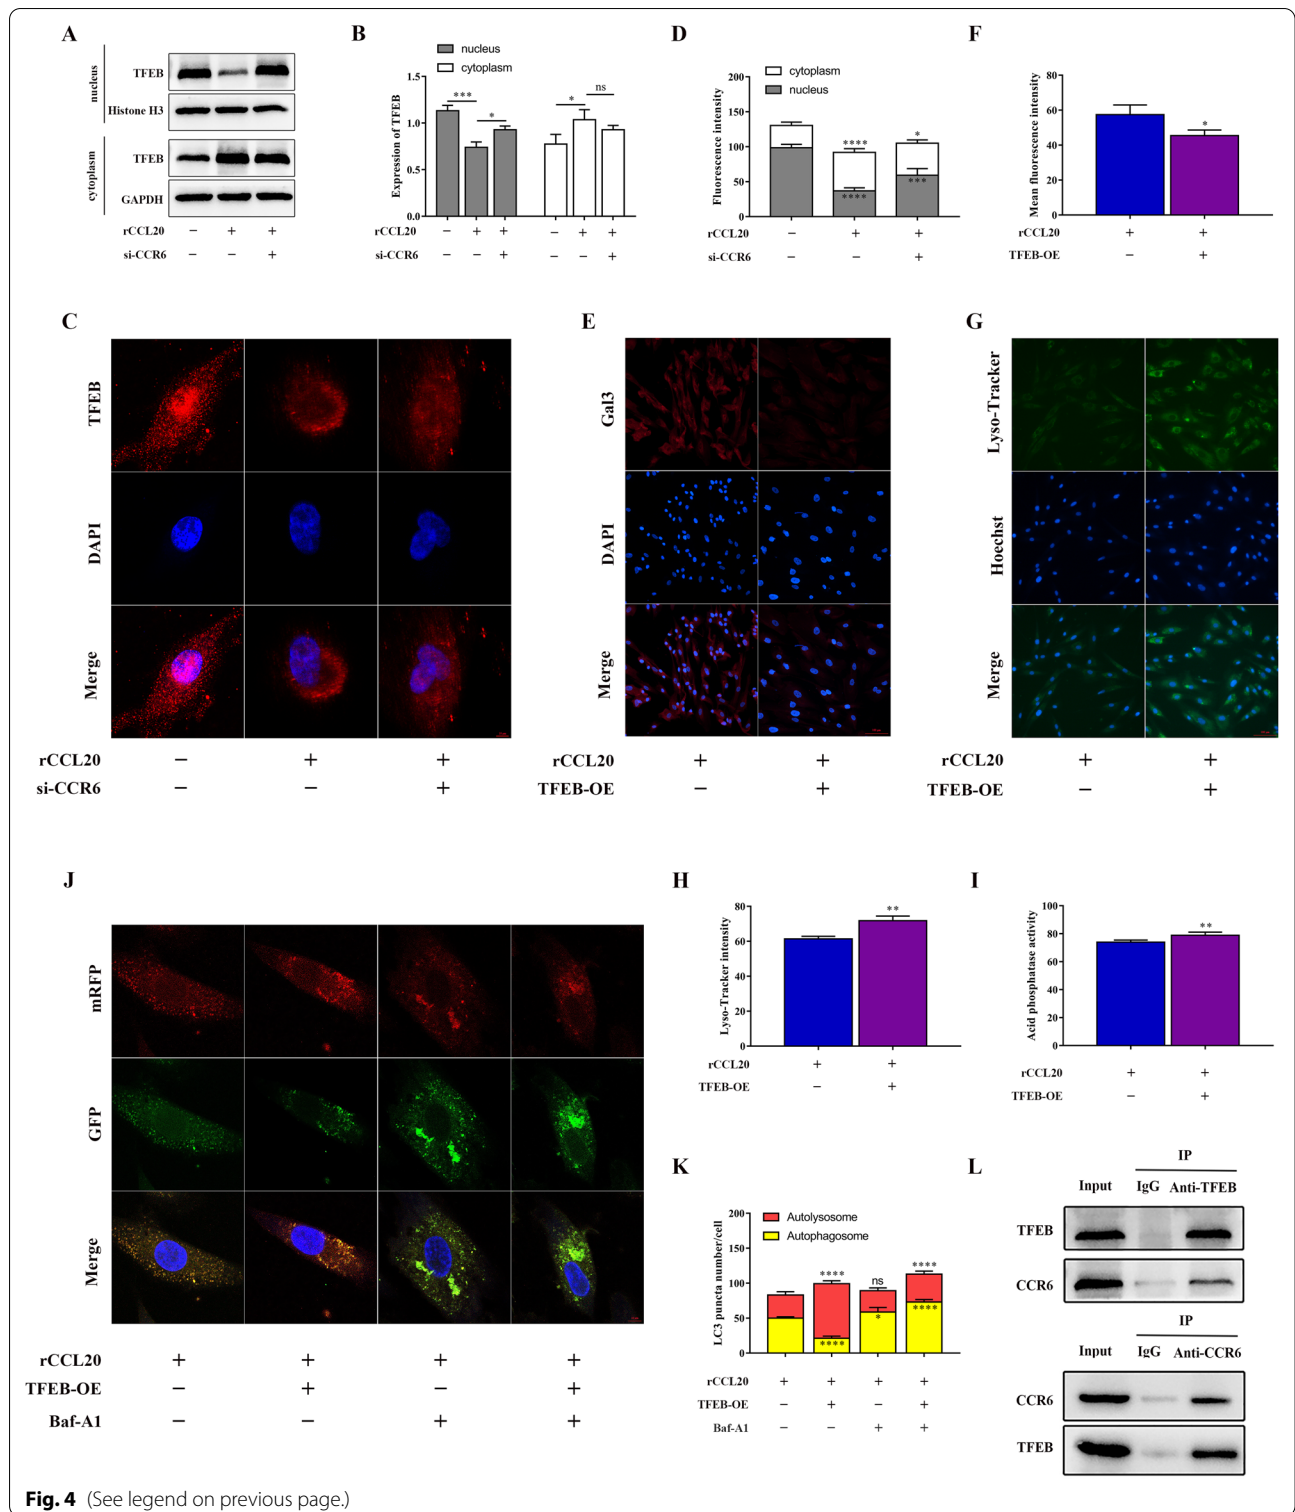 A
nucleus
TFEB
Histone H3
cytoplasm
TFEB
GAPDH
rCCL20 − + +
si-CCR6 − − +
B
nucleus
cytoplasm
Expression of TFEB
1.5
1.0
0.5
0.0
*** * * ns
rCCL20 − + + − + +
si-CCR6 − − + − − +
D
cytoplasm
nucleus
Fluorescence intensity
200
150
100
50
0
**** *
**** ***
rCCL20 − + +
si-CCR6 − − +
F
Mean fluorescence intensity
80
60
40
20
0
*
rCCL20 + +
TFEB-OE − +
C
TFEB
DAPI
Merge
rCCL20 − + +
si-CCR6 − − +
E
Gal3
DAPI
Merge
rCCL20 + +
TFEB-OE − +
G
Lyso-Tracker
Hoechst
Merge
rCCL20 + +
TFEB-OE − +
J
mRFP
GFP
Merge
rCCL20 + + + +
TFEB-OE − + − +
Baf-A1 − − + +
H
Lyso-Tracker intensity
80
60
40
20
0
**
rCCL20 + +
TFEB-OE − +
I
Acid phosphatase activity
100
80
60
40
20
0
**
rCCL20 + +
TFEB-OE − +
K
Autolysosome
Autophagosome
LC3 puncta number/cell
200
150
100
50
0
**** ns ****
**** * ****
rCCL20 + + + +
TFEB-OE − + − +
Baf-A1 − − + +
L
IP
Input IgG Anti-TFEB
TFEB
CCR6
IP
Input IgG Anti-CCR6
CCR6
TFEB
Fig. 4 (See legend on previous page.)